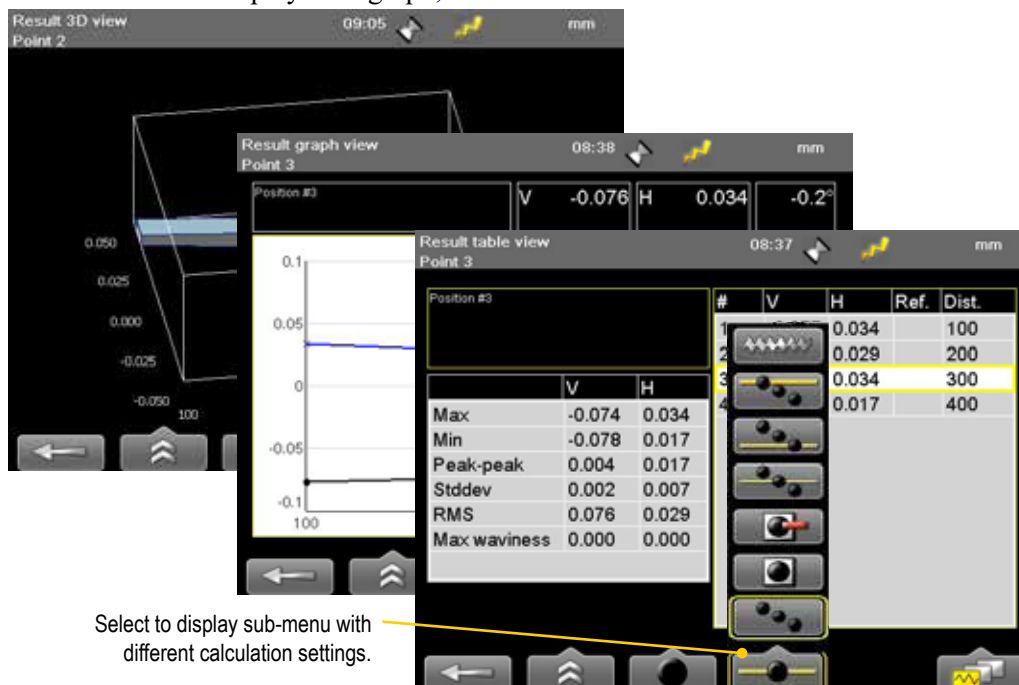 Result 3D view 09:05 mm
Point 2
0.050
0.025
0.000
-0.025
-0.050
100
Result graph view 08:38 mm
Point 3
Position #3 V -0.076 H 0.034 -0.2°
0.1
0.05
0
-0.05
-0.1
100
Result table view 08:37 mm
Point 3
Position #3
V H
Max -0.074 0.034
Min -0.078 0.017
Peak-peak 0.004 0.017
Stddev 0.002 0.007
RMS 0.076 0.029
Max waviness 0.000 0.000
# V H Ref. Dist.
1 0.034 100
2 0.029 200
3 0.034 300
4 0.017 400
Select to display sub-menu with
different calculation settings.